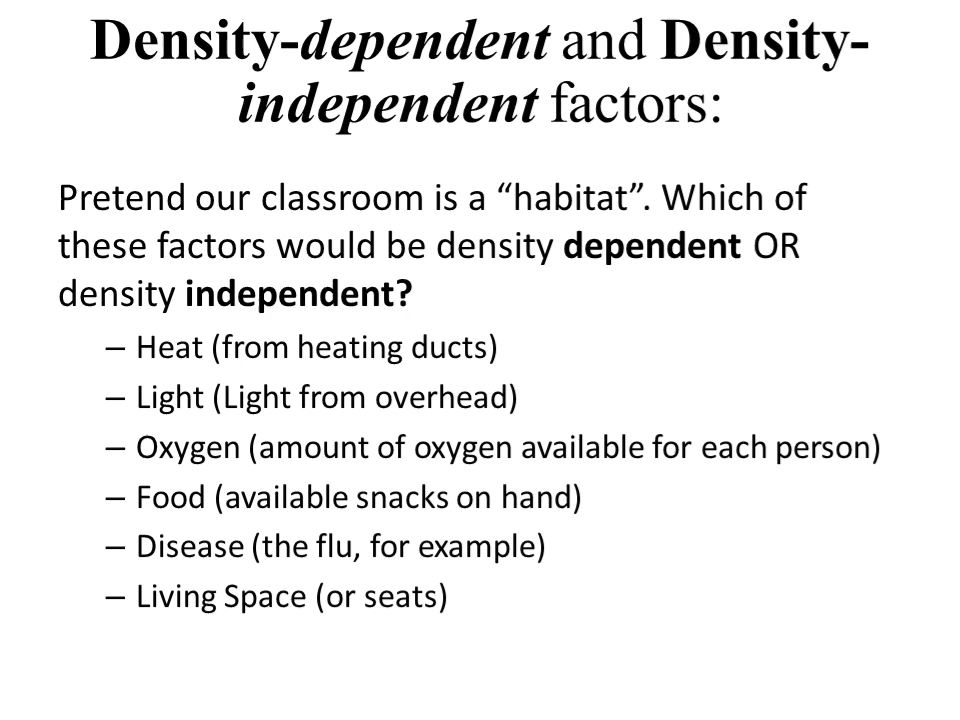 Density-dependent and Density-
independent factors:
Pretend our classroom is a “habitat”. Which of
these factors would be density dependent OR
density independent?
– Heat (from heating ducts)
– Light (Light from overhead)
– Oxygen (amount of oxygen available for each person)
– Food (available snacks on hand)
– Disease (the flu, for example)
– Living Space (or seats)